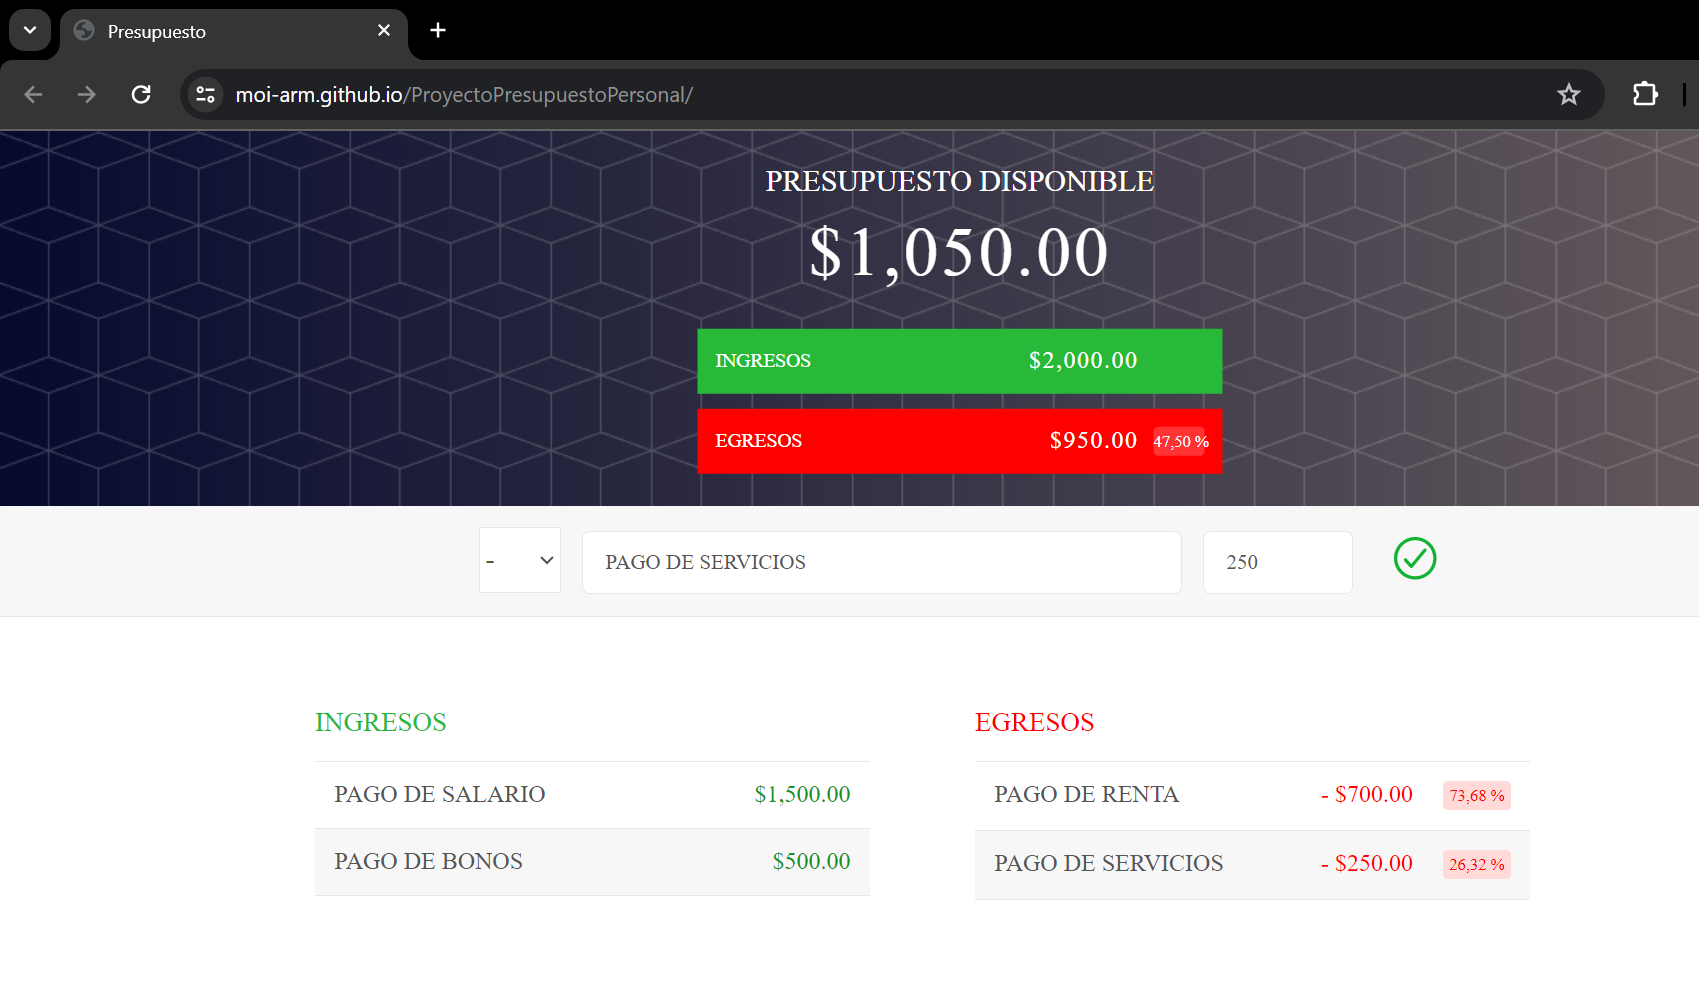 Presupuesto
moi-arm.github.io/ProyectoPresupuestoPersonal/
PRESUPUESTO DISPONIBLE
$1,050.00
INGRESOS $2,000.00
EGRESOS $950.00 47,50 %
- PAGO DE SERVICIOS 250
INGRESOS
PAGO DE SALARIO $1,500.00
PAGO DE BONOS $500.00
EGRESOS
PAGO DE RENTA - $700.00 73,68 %
PAGO DE SERVICIOS - $250.00 26,32 %